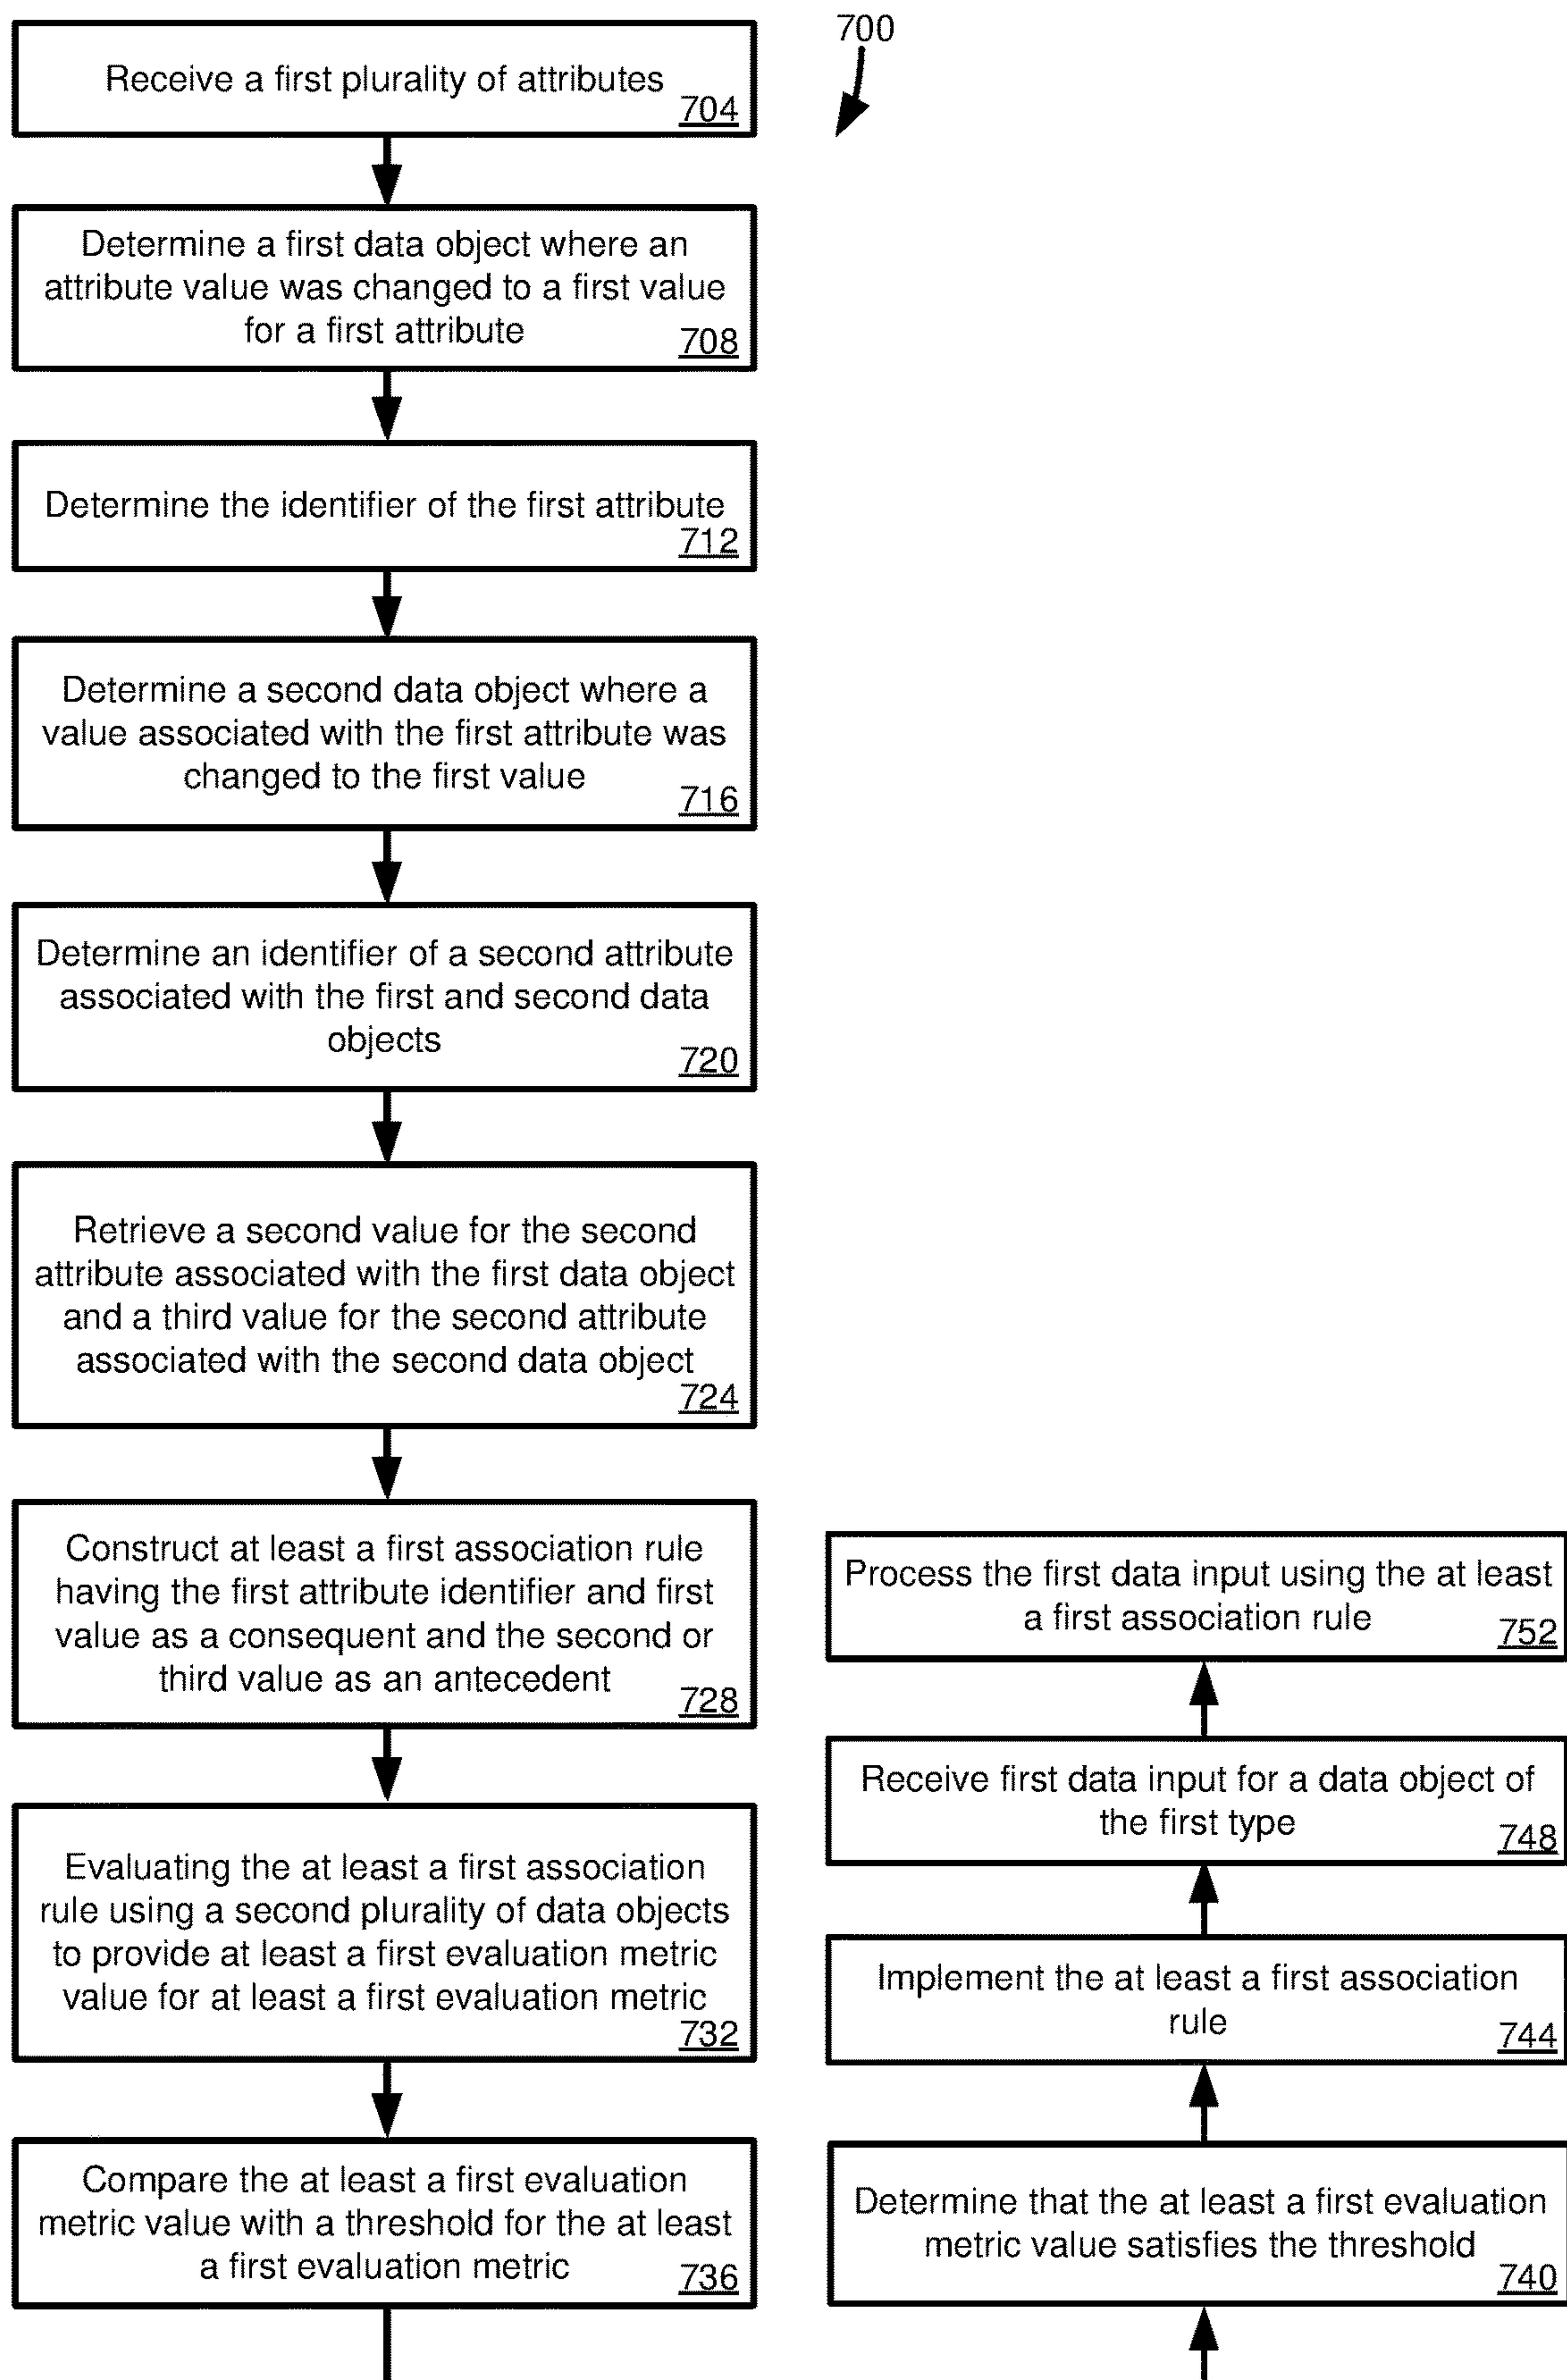 700
Receive a first plurality of attributes
704
Determine a first data object where an
attribute value was changed to a first value
for a first attribute
708
Determine the identifier of the first attribute
712
Determine a second data object where a
value associated with the first attribute was
changed to the first value
716
Determine an identifier of a second attribute
associated with the first and second data
objects
720
Retrieve a second value for the second
attribute associated with the first data object
and a third value for the second attribute
associated with the second data object
724
Construct at least a first association rule
having the first attribute identifier and first
value as a consequent and the second or
third value as an antecedent
728
Evaluating the at least a first association
rule using a second plurality of data objects
to provide at least a first evaluation metric
value for at least a first evaluation metric
732
Compare the at least a first evaluation
metric value with a threshold for the at least
a first evaluation metric
736
Determine that the at least a first evaluation
metric value satisfies the threshold
740
Implement the at least a first association
rule
744
Receive first data input for a data object of
the first type
748
Process the first data input using the at least
a first association rule
752